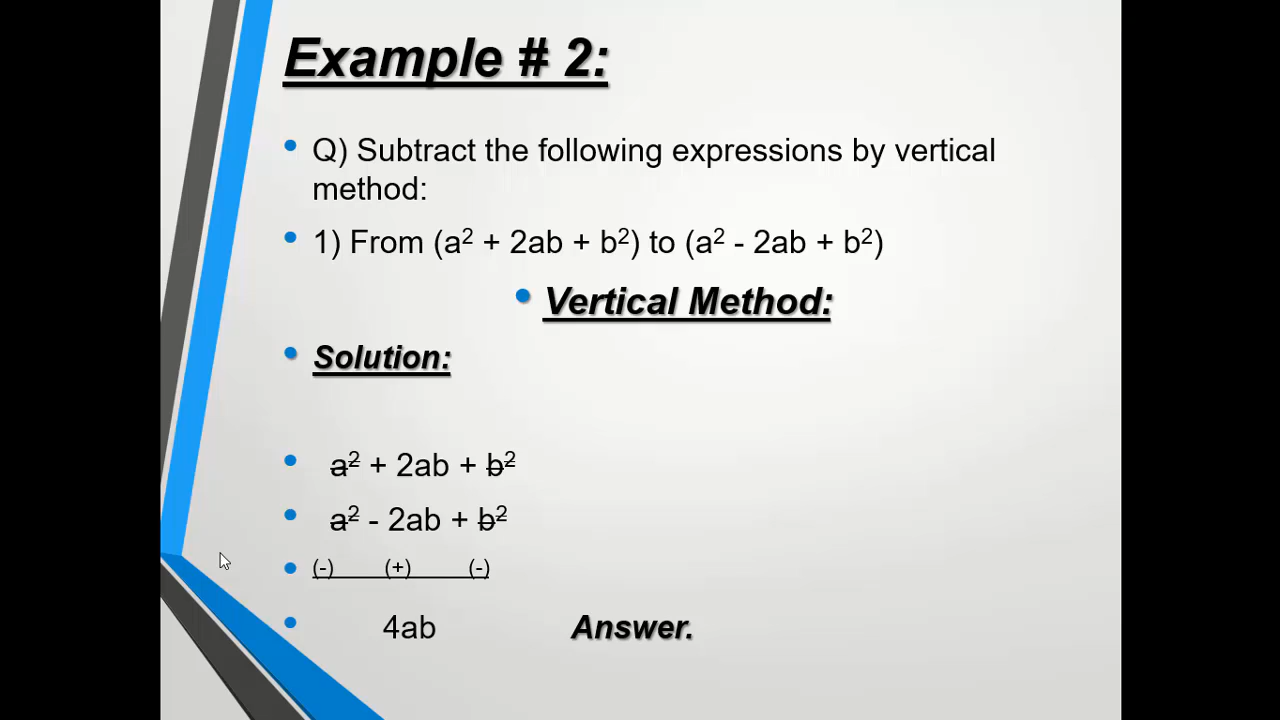 Example # 2:
• Q) Subtract the following expressions by vertical
method:
• 1) From (a² + 2ab + b²) to (a² - 2ab + b²)
• Vertical Method:
• Solution:
• a² + 2ab + b²
• a² - 2ab + b²
• (-) (+) (-)
• 4ab Answer.